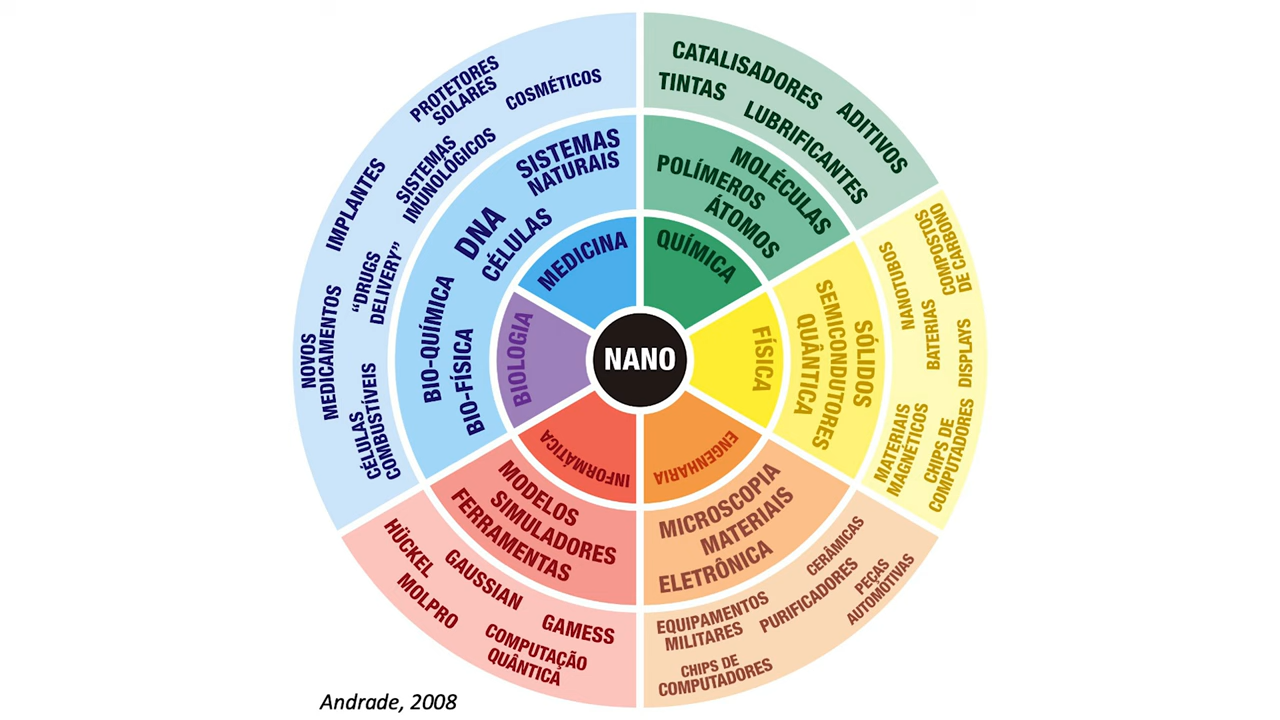 NANO
MEDICINA
QUÍMICA
FÍSICA
ENGENHARIA
INFORMÁTICA
BIOLOGIA
SISTEMAS
NATURAIS
DNA
CÉLULAS
BIO-QUÍMICA
BIO-FÍSICA
MOLÉCULAS
POLÍMEROS
ÁTOMOS
SÓLIDOS
SEMICONDUTORES
QUÂNTICA
MICROSCOPIA
MATERIAIS
ELETRÔNICA
MODELOS
SIMULADORES
FERRAMENTAS
PROTETORES
SOLARES
COSMÉTICOS
SISTEMAS
IMUNOLÓGICOS
IMPLANTES
“DRUGS
DELIVERY”
NOVOS
MEDICAMENTOS
CÉLULAS
COMBUSTÍVEIS
CATALISADORES
TINTAS
ADITIVOS
LUBRIFICANTES
COMPOSTOS
DE CARBONO
NANOTUBOS
BATERIAS
DISPLAYS
MATERIAIS
MAGNÉTICOS
CHIPS DE
COMPUTADORES
CERÂMICAS
PEÇAS
AUTOMOTIVAS
PURIFICADORES
EQUIPAMENTOS
MILITARES
CHIPS DE
COMPUTADORES
HÜCKEL
GAUSSIAN
MOLPRO
GAMESS
COMPUTAÇÃO
QUÂNTICA
Andrade, 2008